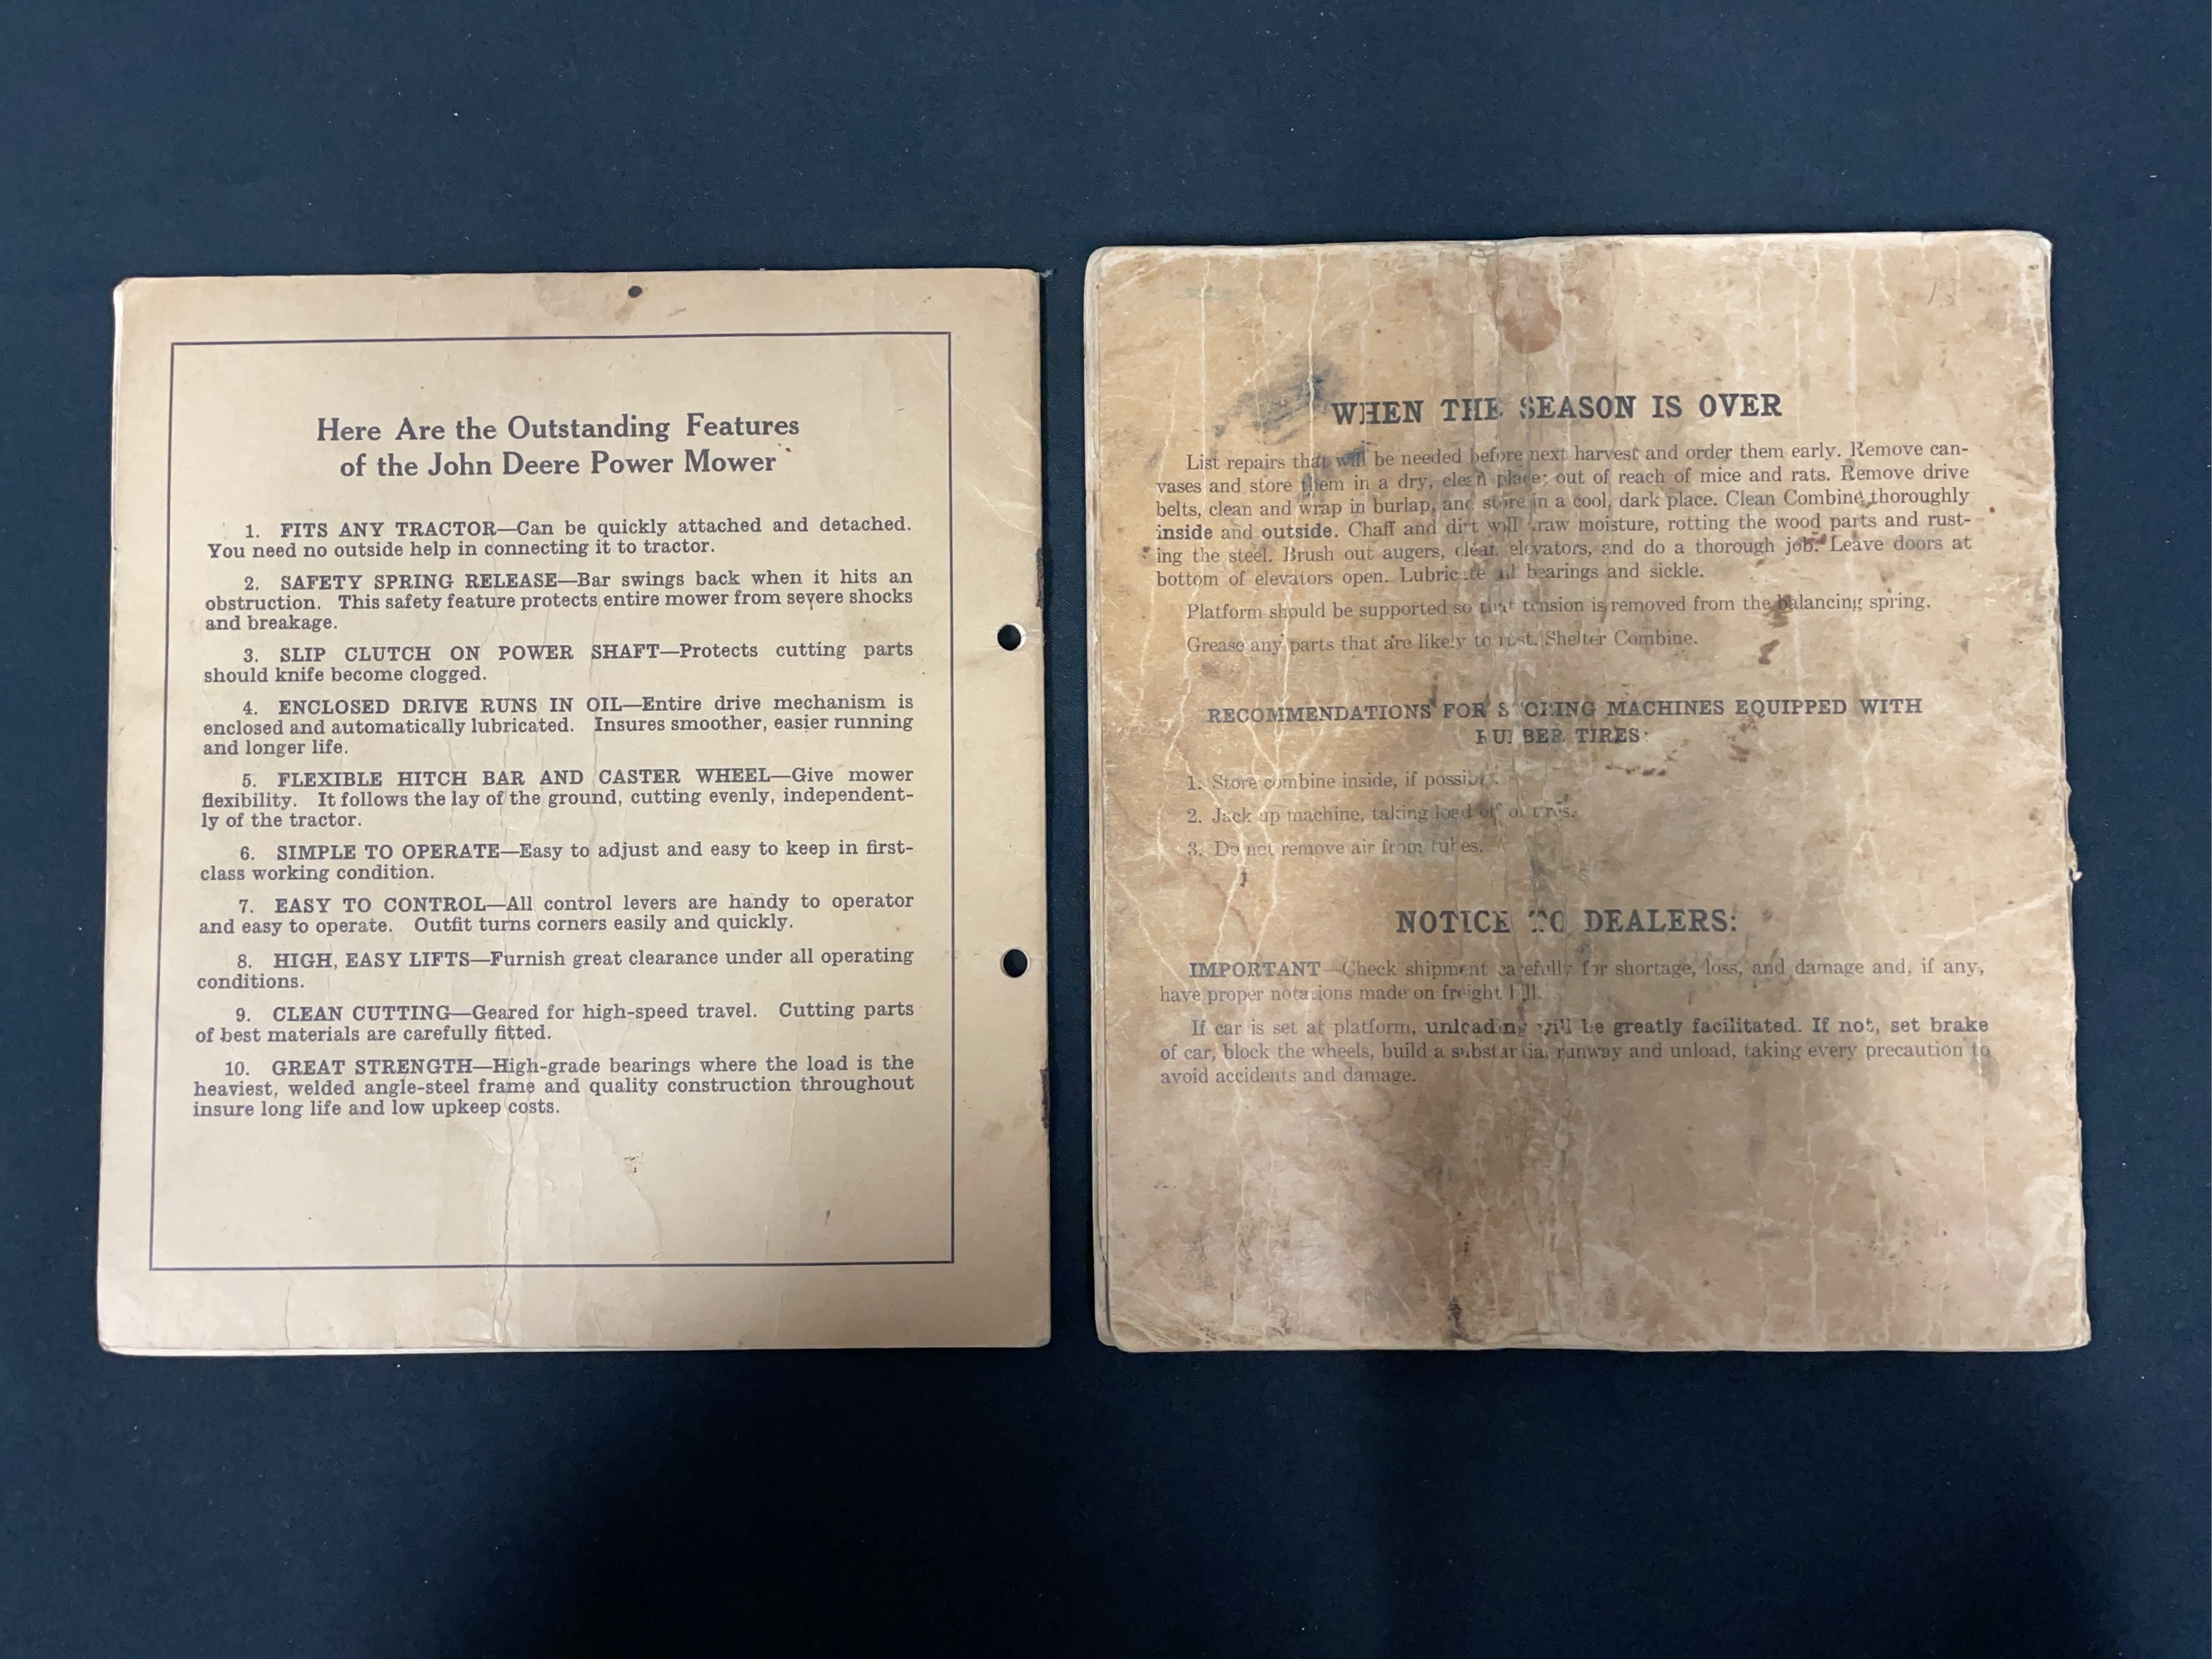 Here Are the Outstanding Features
of the John Deere Power Mower
1. FITS ANY TRACTOR—Can be quickly attached and detached.
You need no outside help in connecting it to tractor.
2. SAFETY SPRING RELEASE—Bar swings back when it hits an
obstruction. This safety feature protects entire mower from severe shocks
and breakage.
3. SLIP CLUTCH ON POWER SHAFT—Protects cutting parts
should knife become clogged.
4. ENCLOSED DRIVE RUNS IN OIL—Entire drive mechanism is
enclosed and automatically lubricated. Insures smoother, easier running
and longer life.
5. FLEXIBLE HITCH BAR AND CASTER WHEEL—Give mower
flexibility. It follows the lay of the ground, cutting evenly, independent-
ly of the tractor.
6. SIMPLE TO OPERATE—Easy to adjust and easy to keep in first-
class working condition.
7. EASY TO CONTROL—All control levers are handy to operator
and easy to operate. Outfit turns corners easily and quickly.
8. HIGH, EASY LIFTS—Furnish great clearance under all operating
conditions.
9. CLEAN CUTTING—Geared for high-speed travel. Cutting parts
of best materials are carefully fitted.
10. GREAT STRENGTH—High-grade bearings where the load is the
heaviest, welded angle-steel frame and quality construction throughout
insure long life and low upkeep costs.
WHEN THE SEASON IS OVER
List repairs that will be needed before next harvest and order them early. Remove can-
vases and store them in a dry, clean place; out of reach of mice and rats. Remove drive
belts, clean and wrap in burlap, and store in a cool, dark place. Clean Combine thoroughly
inside and outside. Chaff and dirt will draw moisture, rotting the wood parts and rust-
ing the steel. Brush out augers, clean elevators, and do a thorough job. Leave doors at
bottom of elevators open. Lubricate all bearings and sickle.
Platform should be supported so that tension is removed from the balancing spring.
Grease any parts that are likely to rust. Shelter Combine.
RECOMMENDATIONS FOR STORING MACHINES EQUIPPED WITH
RUBBER TIRES:
1. Store combine inside, if possible.
2. Jack up machine, taking load off of tires.
3. Do not remove air from tubes.
NOTICE TO DEALERS:
IMPORTANT—Check shipment carefully for shortage, loss, and damage and, if any,
have proper notations made on freight bill.
If car is set at platform, unloading will be greatly facilitated. If not, set brake
of car, block the wheels, build a substantial runway and unload, taking every precaution to
avoid accidents and damage.